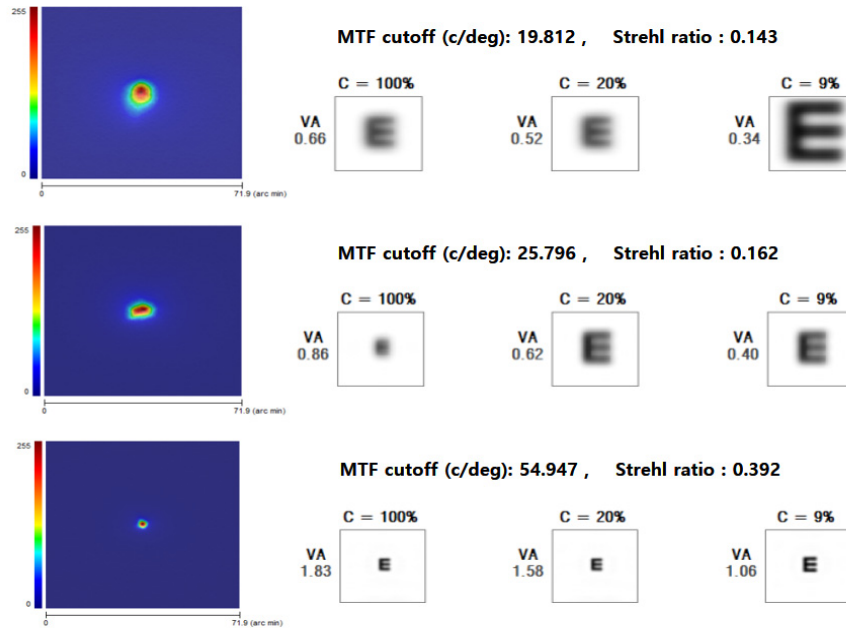 255
0
0
71.9 (arc min)
MTF cutoff (c/deg): 19.812 , Strehl ratio : 0.143
C = 100%
VA
0.66
E
C = 20%
VA
0.52
E
C = 9%
VA
0.34
E
255
0
0
71.9 (arc min)
MTF cutoff (c/deg): 25.796 , Strehl ratio : 0.162
C = 100%
VA
0.86
E
C = 20%
VA
0.62
E
C = 9%
VA
0.40
E
255
0
0
71.9 (arc min)
MTF cutoff (c/deg): 54.947 , Strehl ratio : 0.392
C = 100%
VA
1.83
E
C = 20%
VA
1.58
E
C = 9%
VA
1.06
E